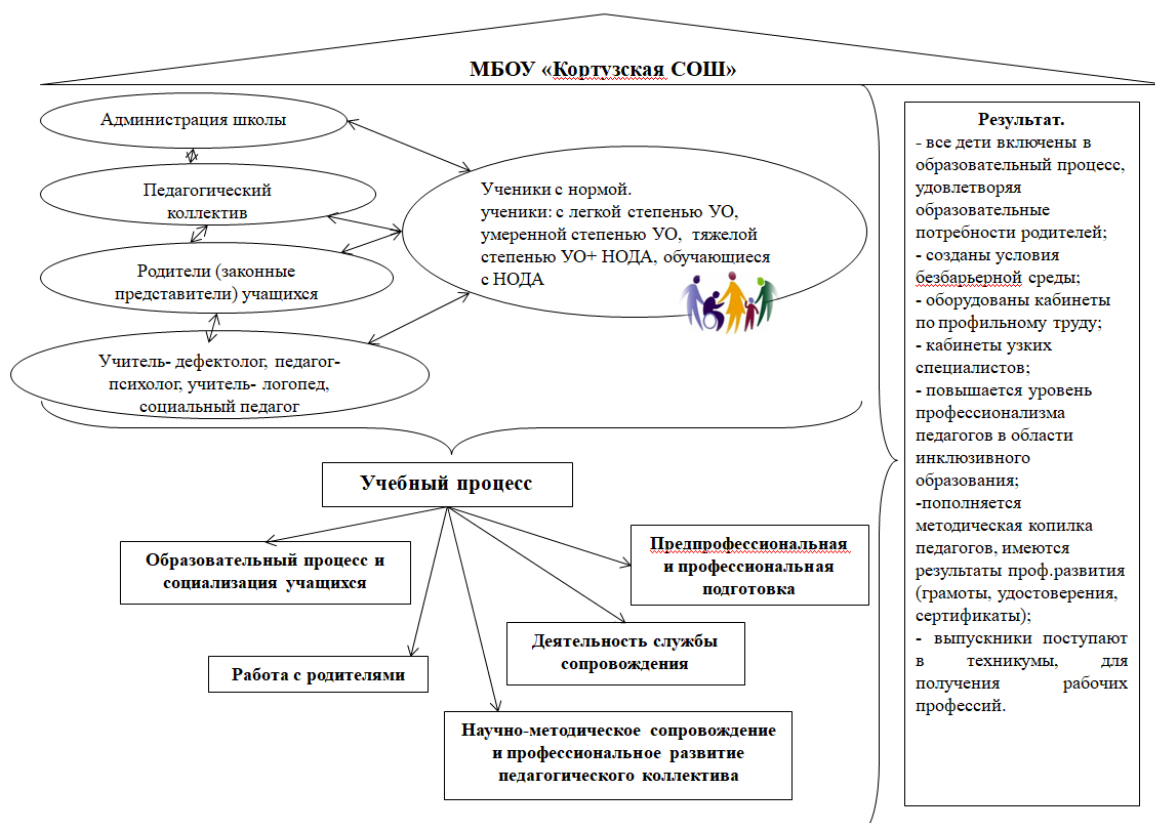 МБОУ «Кортузская СОШ»
Администрация школы
Педагогический
коллектив
Родители (законные
представители) учащихся
Учитель- дефектолог, педагог-
психолог, учитель- логопед,
социальный педагог
Ученики с нормой.
ученики: с легкой степенью УО,
умеренной степенью УО, тяжелой
степенью УО+ НОДА, обучающиеся
с НОДА
Учебный процесс
Образовательный процесс и
социализация учащихся
Предпрофессиональная
и профессиональная
подготовка
Работа с родителями
Деятельность службы
сопровождения
Научно-методическое сопровождение
и профессиональное развитие
педагогического коллектива
Результат.
- все дети включены в
образовательный процесс,
удовлетворяя
образовательные
потребности родителей;
- созданы условия
безбарьерной среды;
- оборудованы кабинеты
по профильному труду;
- кабинеты узких
специалистов;
- повышается уровень
профессионализма
педагогов в области
инклюзивного
образования;
-пополняется
методическая копилка
педагогов, имеются
результаты проф.развития
(грамоты, удостоверения,
сертификаты);
- выпускники поступают
в техникумы, для
получения рабочих
профессий.